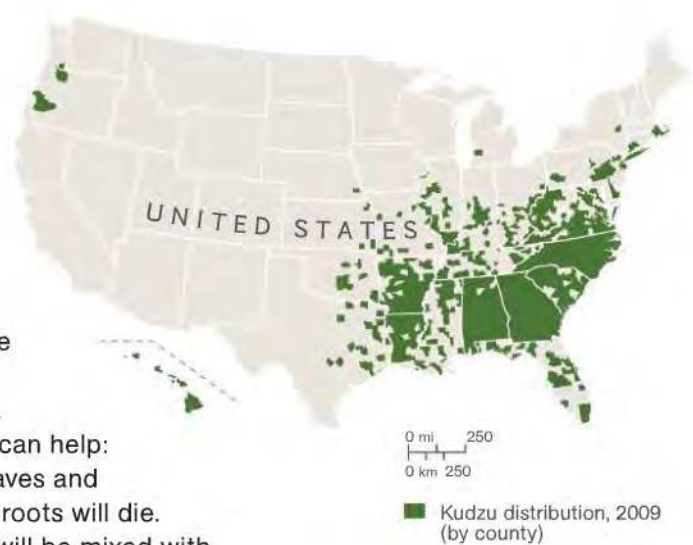 UNITED STATES
e
can help:
aves and
roots will die.
will be mixed with
0 mi 250
0 km 250
Kudzu distribution, 2009
(by county)